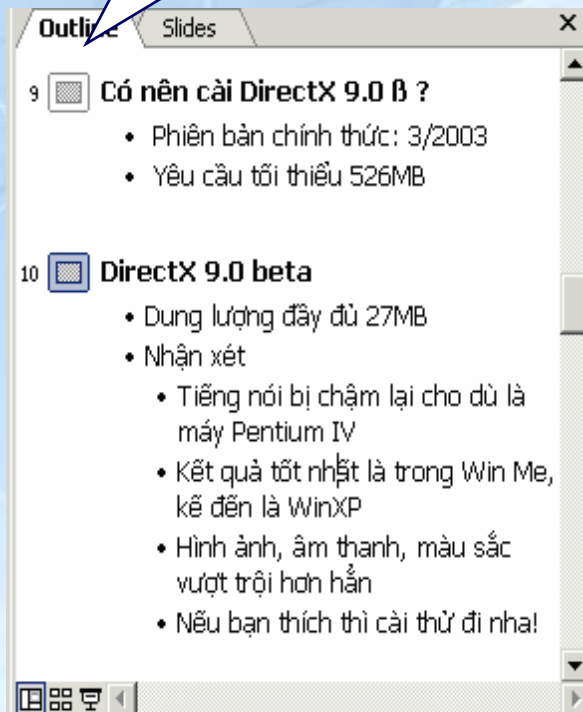 Outline Slides
9 Có nên cài DirectX 9.0 ß ?
• Phiên bản chính thức: 3/2003
• Yêu cầu tối thiểu 526MB
10 DirectX 9.0 beta
• Dung lượng đầy đủ 27MB
• Nhận xét
• Tiếng nói bị chậm lại cho dù là
máy Pentium IV
• Kết quả tốt nhất là trong Win Me,
kế đến là WinXP
• Hình ảnh, âm thanh, màu sắc
vượt trội hơn hẳn
• Nếu bạn thích thì cài thử đi nha!